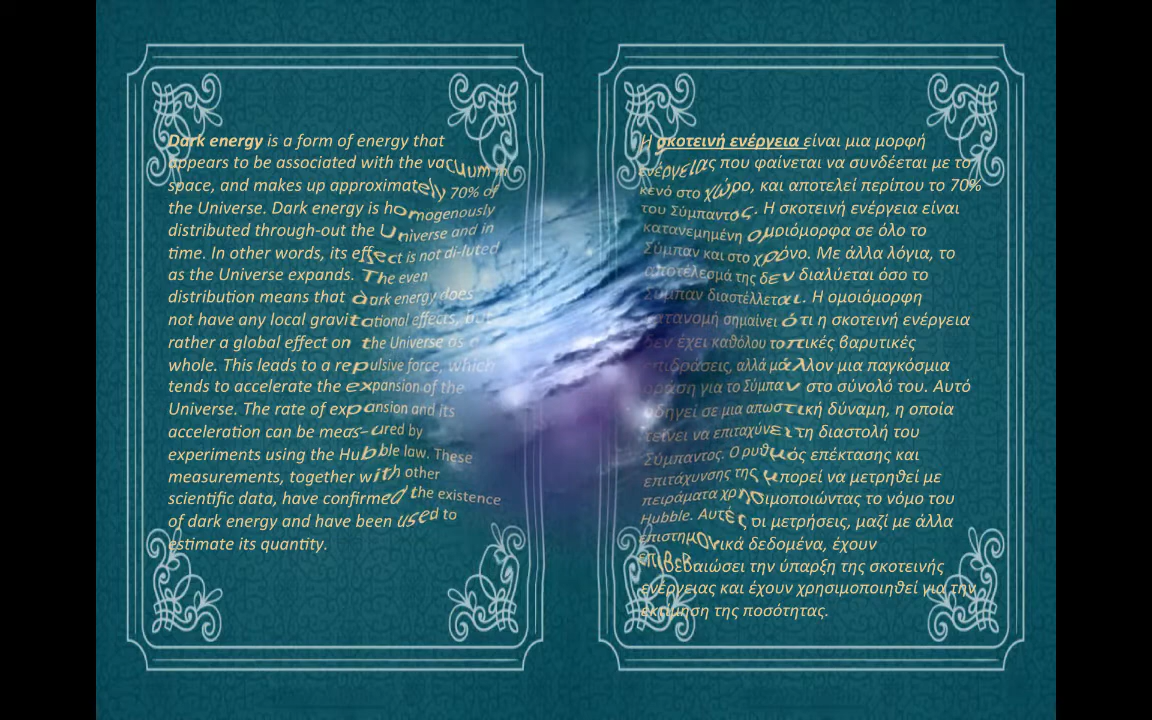 Dark energy is a form of energy that
appears to be associated with the vacuum in
space, and makes up approximately 70% of
the Universe. Dark energy is homogenously
distributed through-out the Universe and in
time. In other words, its effect is not di-luted
as the Universe expands. The even
distribution means that dark energy does
not have any local gravitational effects, but
rather a global effect on the Universe as a
whole. This leads to a repulsive force, which
tends to accelerate the expansion of the
Universe. The rate of expansion and its
acceleration can be meas-ured by
experiments using the Hubble law. These
measurements, together with other
scientific data, have confirmed the existence
of dark energy and have been used to
estimate its quantity.
Η σκοτεινή ενέργεια είναι μια μορφή
ενέργειας που φαίνεται να συνδέεται με το
κενό στο χώρο, και αποτελεί περίπου το 70%
του Σύμπαντος. Η σκοτεινή ενέργεια είναι
κατανεμημένη ομοιόμορφα σε όλο το
Σύμπαν και στο χρόνο. Με άλλα λόγια, το
αποτέλεσμά της δεν διαλύεται όσο το
Σύμπαν διαστέλλεται. Η ομοιόμορφη
κατανομή σημαίνει ότι η σκοτεινή ενέργεια
δεν έχει καθόλου τοπικές βαρυτικές
επιδράσεις, αλλά μάλλον μια παγκόσμια
δράση για το Σύμπαν στο σύνολό του. Αυτό
οδηγεί σε μια απωστική δύναμη, η οποία
τείνει να επιταχύνει τη διαστολή του
Σύμπαντος. Ο ρυθμός επέκτασης και
επιτάχυνσης της μπορεί να μετρηθεί με
πειράματα χρησιμοποιώντας το νόμο του
Hubble. Αυτές οι μετρήσεις, μαζί με άλλα
επιστημονικά δεδομένα, έχουν
επιβεβαιώσει την ύπαρξη της σκοτεινής
ενέργειας και έχουν χρησιμοποιηθεί για την
εκτίμηση της ποσότητας.